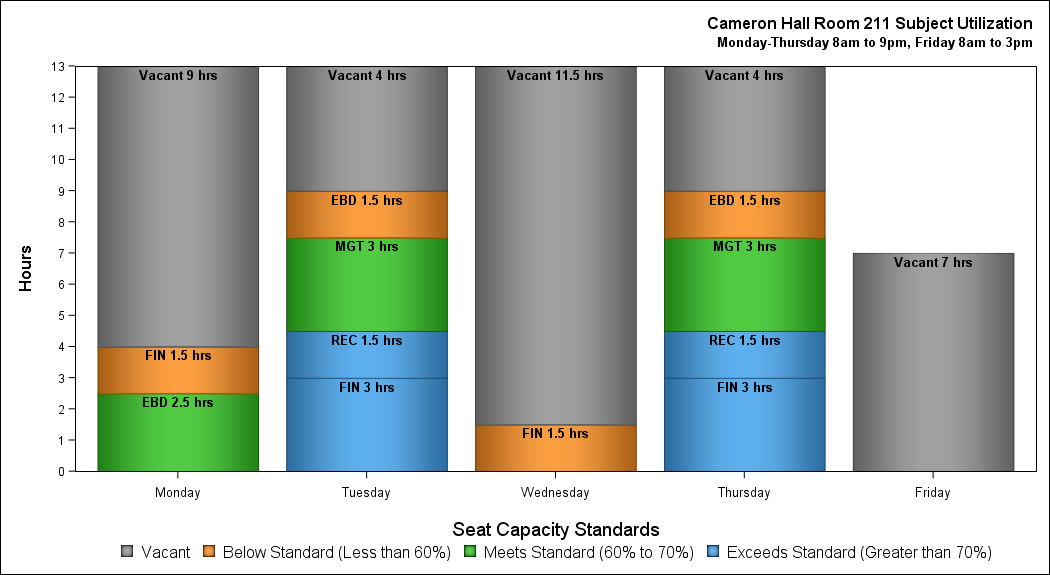 Cameron Hall Room 211 Subject Utilization
Monday-Thursday 8am to 9pm, Friday 8am to 3pm
Hours
13
12
11
10
9
8
7
6
5
4
3
2
1
0
Vacant 9 hrs
FIN 1.5 hrs
EBD 2.5 hrs
Vacant 4 hrs
EBD 1.5 hrs
MGT 3 hrs
REC 1.5 hrs
FIN 3 hrs
Vacant 11.5 hrs
FIN 1.5 hrs
Vacant 4 hrs
EBD 1.5 hrs
MGT 3 hrs
REC 1.5 hrs
FIN 3 hrs
Vacant 7 hrs
Monday Tuesday Wednesday Thursday Friday
Seat Capacity Standards
Vacant Below Standard (Less than 60%) Meets Standard (60% to 70%) Exceeds Standard (Greater than 70%)